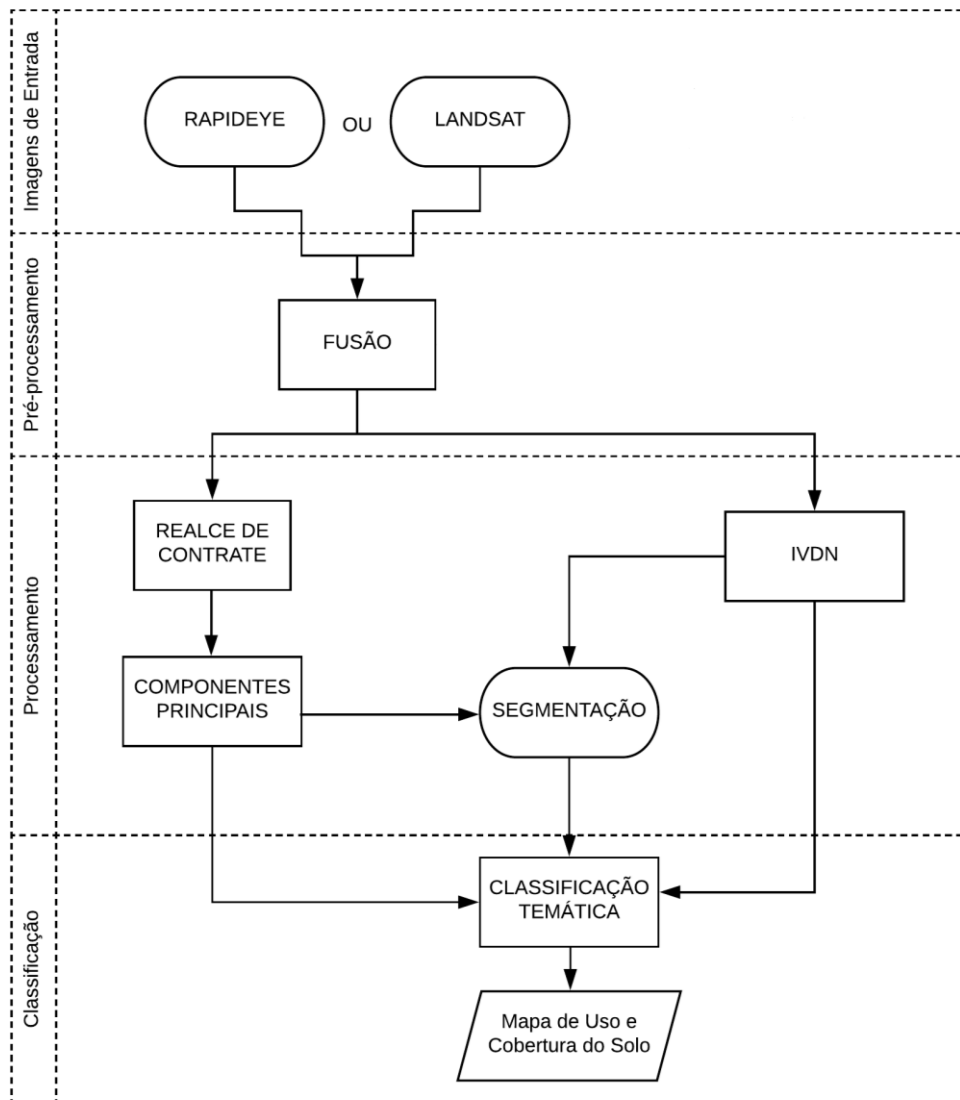 Imagens de Entrada
RAPIDEYE
OU
LANDSAT
Pré-processamento
FUSÃO
Processamento
REALCE DE
CONTRATE
IVDN
COMPONENTES
PRINCIPAIS
SEGMENTAÇÃO
Classificação
CLASSIFICAÇÃO
TEMÁTICA
Mapa de Uso e
Cobertura do Solo